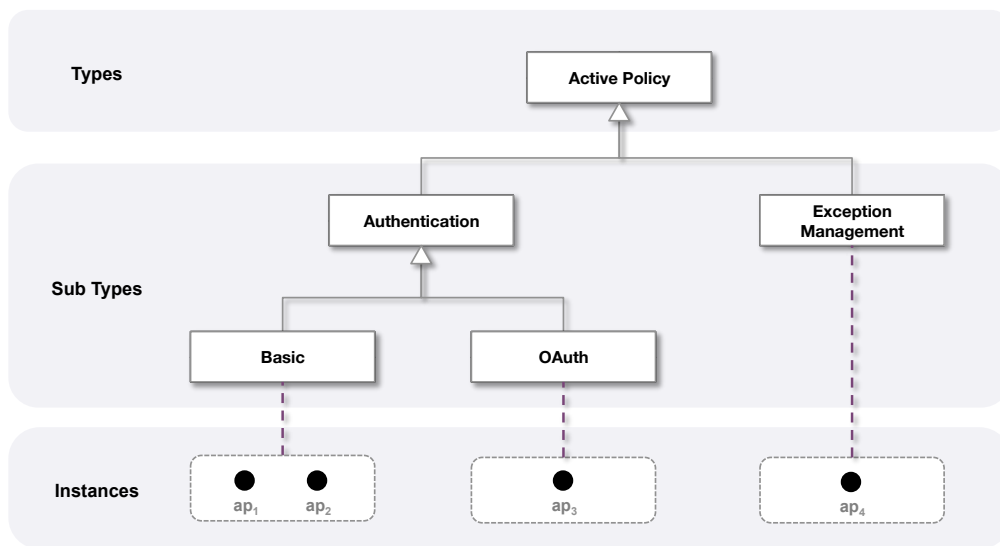 Types
Active Policy
Authentication
Exception
Management
Sub Types
Basic
OAuth
Instances
ap₁
ap₂
ap₃
ap₄